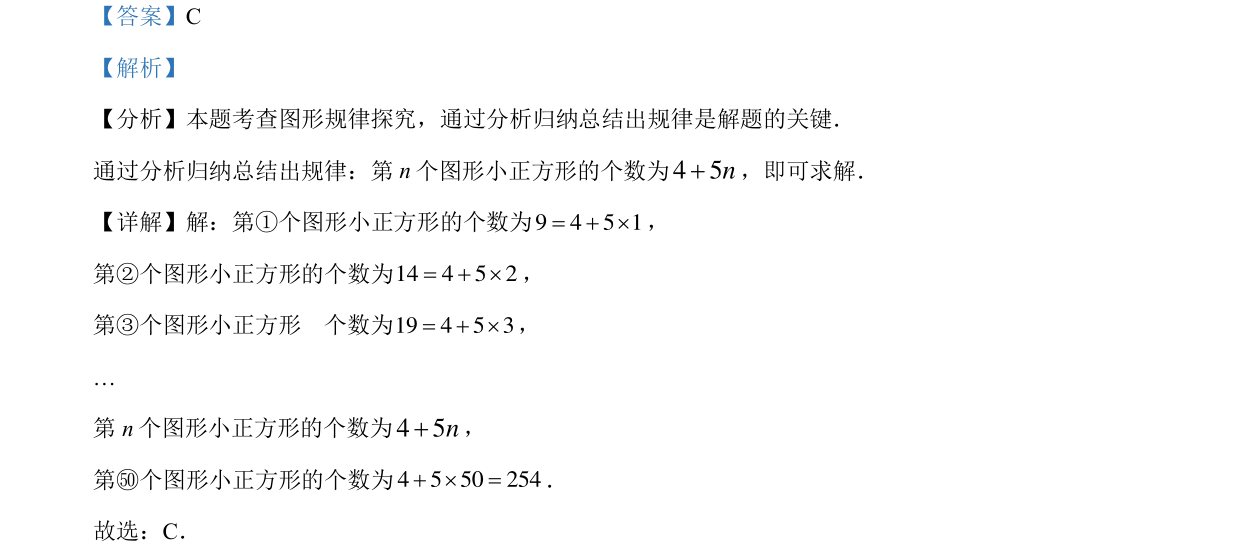 【答案】C
【解析】
【分析】本题考查图形规律探究，通过分析归纳总结出规律是解题的关键．
通过分析归纳总结出规律：第 n 个图形小正方形的个数为4+5n，即可求解．
【详解】解：第①个图形小正方形的个数为9=4+5×1，
第②个图形小正方形的个数为14=4+5×2，
第③个图形小正方形　个数为19=4+5×3，
…
第 n 个图形小正方形的个数为4+5n，
第㊿个图形小正方形的个数为4+5×50=254．
故选：C．